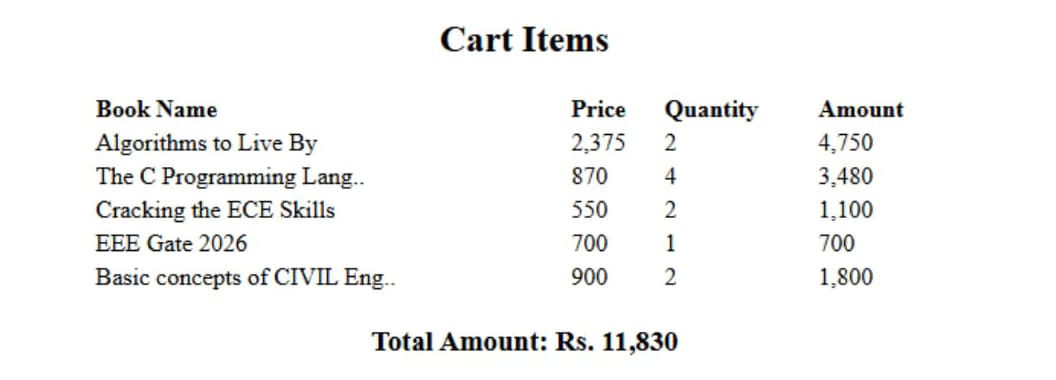 Cart Items
Book Name Price Quantity Amount
Algorithms to Live By 2,375 2 4,750
The C Programming Lang.. 870 4 3,480
Cracking the ECE Skills 550 2 1,100
EEE Gate 2026 700 1 700
Basic concepts of CIVIL Eng.. 900 2 1,800
Total Amount: Rs. 11,830